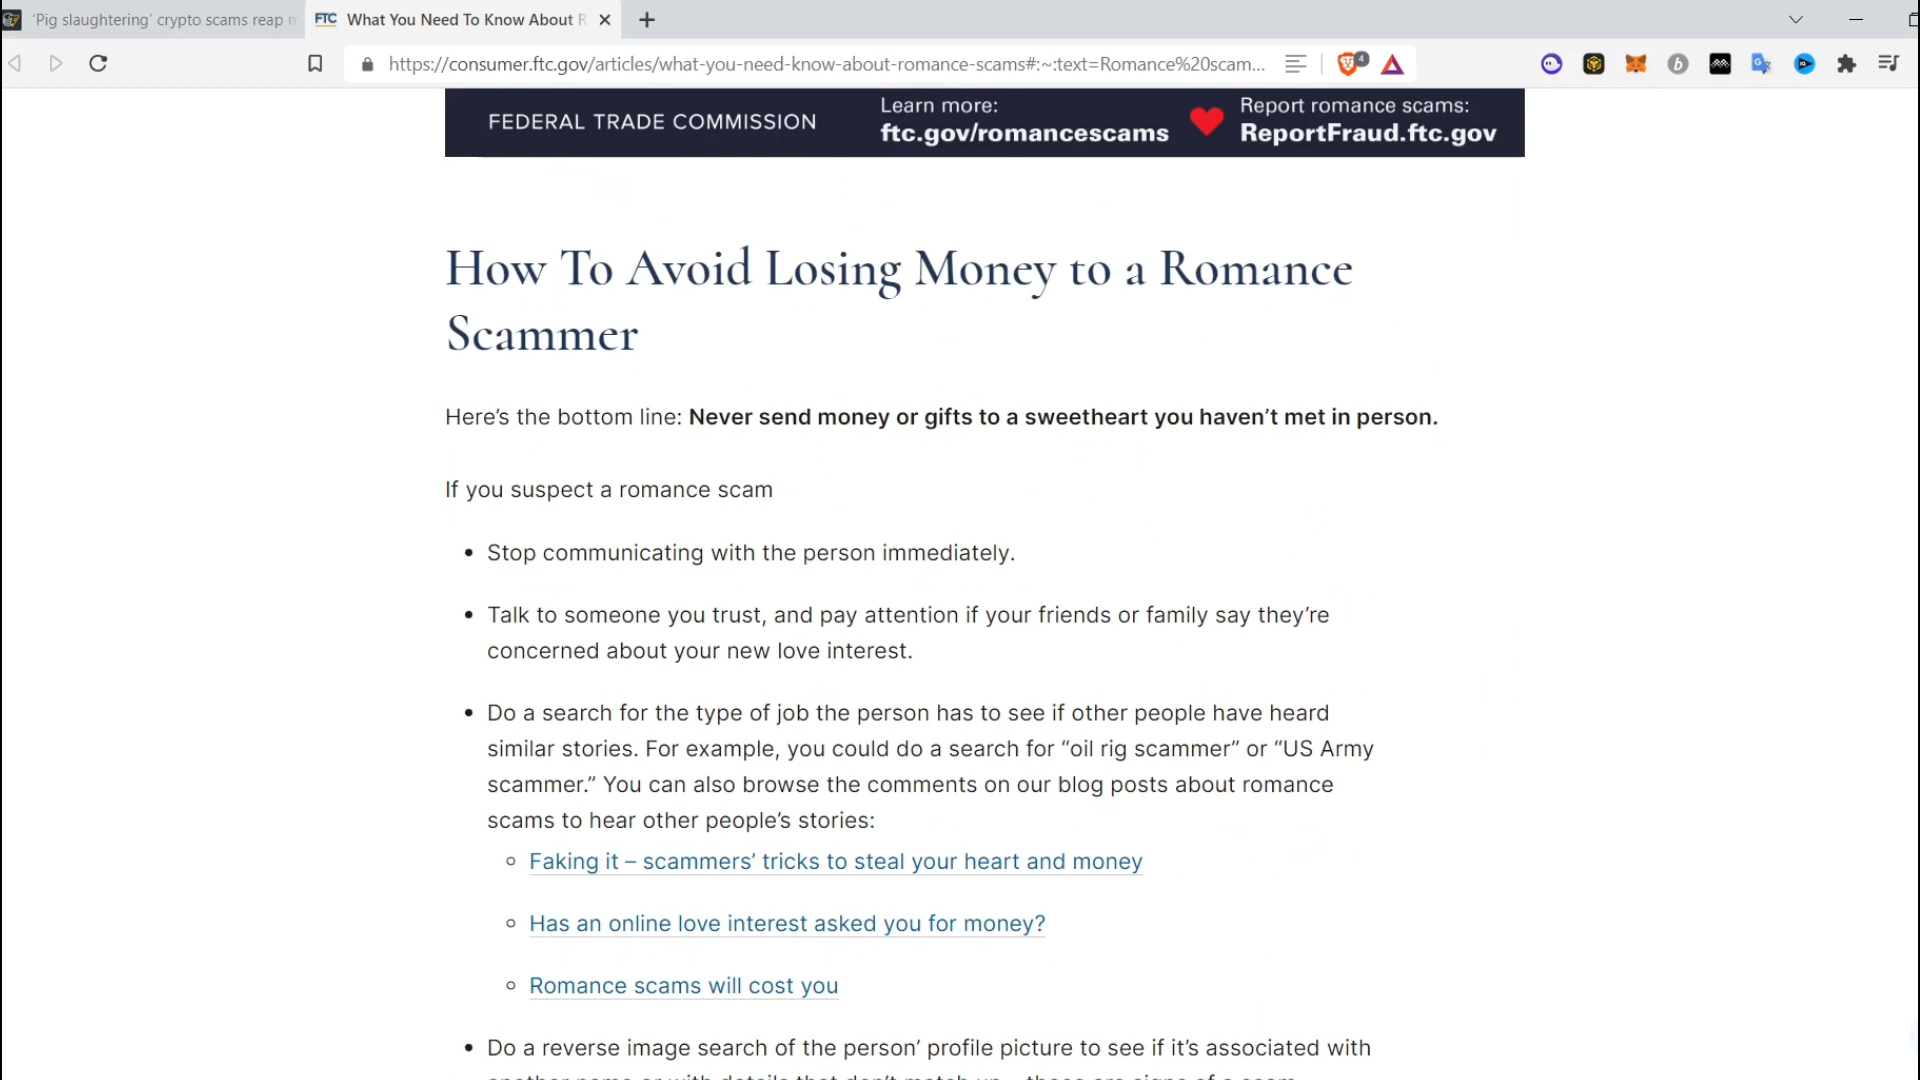 'Pig slaughtering' crypto scams reap
FTC What You Need To Know About
https://consumer.ftc.gov/articles/what-you-need-know-about-romance-scams#:~:text=Romance%20scam...
4
FEDERAL TRADE COMMISSION
Learn more:
ftc.gov/romancescams
Report romance scams:
ReportFraud.ftc.gov
How To Avoid Losing Money to a Romance
Scammer
Here’s the bottom line: Never send money or gifts to a sweetheart you haven’t met in person.
If you suspect a romance scam
• Stop communicating with the person immediately.
• Talk to someone you trust, and pay attention if your friends or family say they’re
concerned about your new love interest.
• Do a search for the type of job the person has to see if other people have heard
similar stories. For example, you could do a search for “oil rig scammer” or “US Army
scammer.” You can also browse the comments on our blog posts about romance
scams to hear other people’s stories:
◦ Faking it – scammers’ tricks to steal your heart and money
◦ Has an online love interest asked you for money?
◦ Romance scams will cost you
• Do a reverse image search of the person’ profile picture to see if it’s associated with
another name or with details that don’t match up – those are signs of a scam.